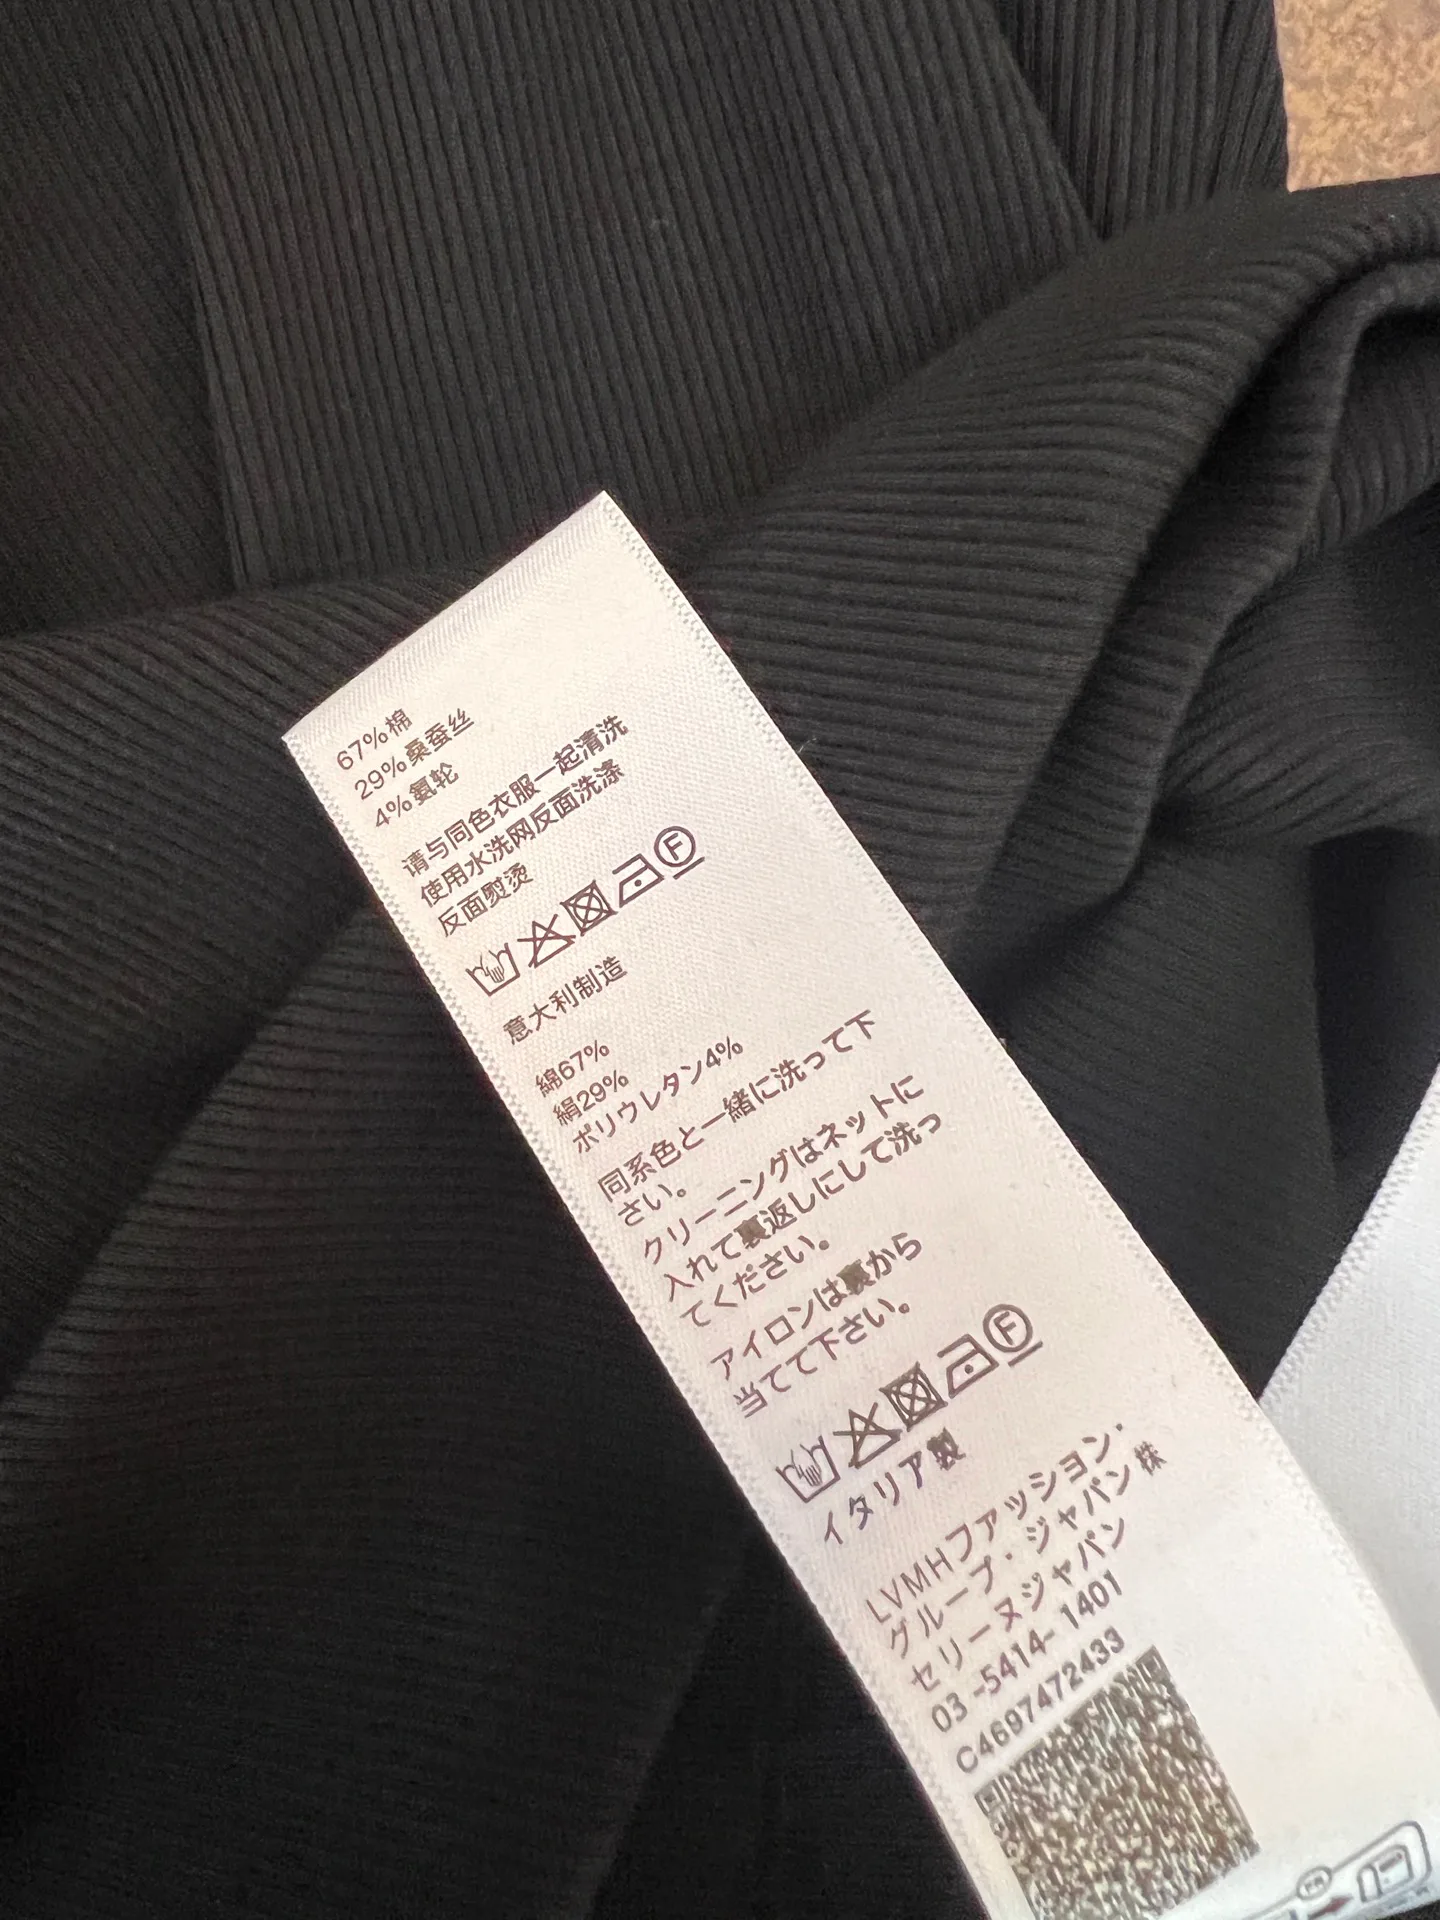 67%棉
29%桑蚕丝
4%氨轮
请与同色衣服一起清洗
使用水洗网反面洗涤
反面熨烫
F
意大利制造
綿67%
絹29%
ポリウレタン4%
同系色と一緒に洗って下
さい。
クリーニングはネットに
入れて裏返しにして洗っ
てください。
アイロンは裏から
当てて下さい。
F
イタリア製
LVMHファッション・
グループ・ジャパン株
セリーヌジャパン
03-5414-1401
C4697472433